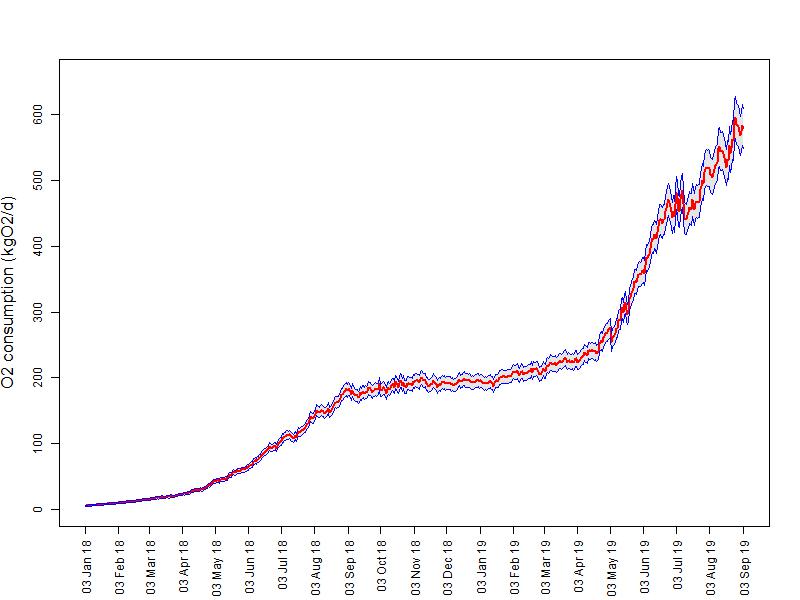 O2 consumption (kgO2/d)
600
500
400
300
200
100
0
03 Jan 18
03 Feb 18
03 Mar 18
03 Apr 18
03 May 18
03 Jun 18
03 Jul 18
03 Aug 18
03 Sep 18
03 Oct 18
03 Nov 18
03 Dec 18
03 Jan 19
03 Feb 19
03 Mar 19
03 Apr 19
03 May 19
03 Jun 19
03 Jul 19
03 Aug 19
03 Sep 19